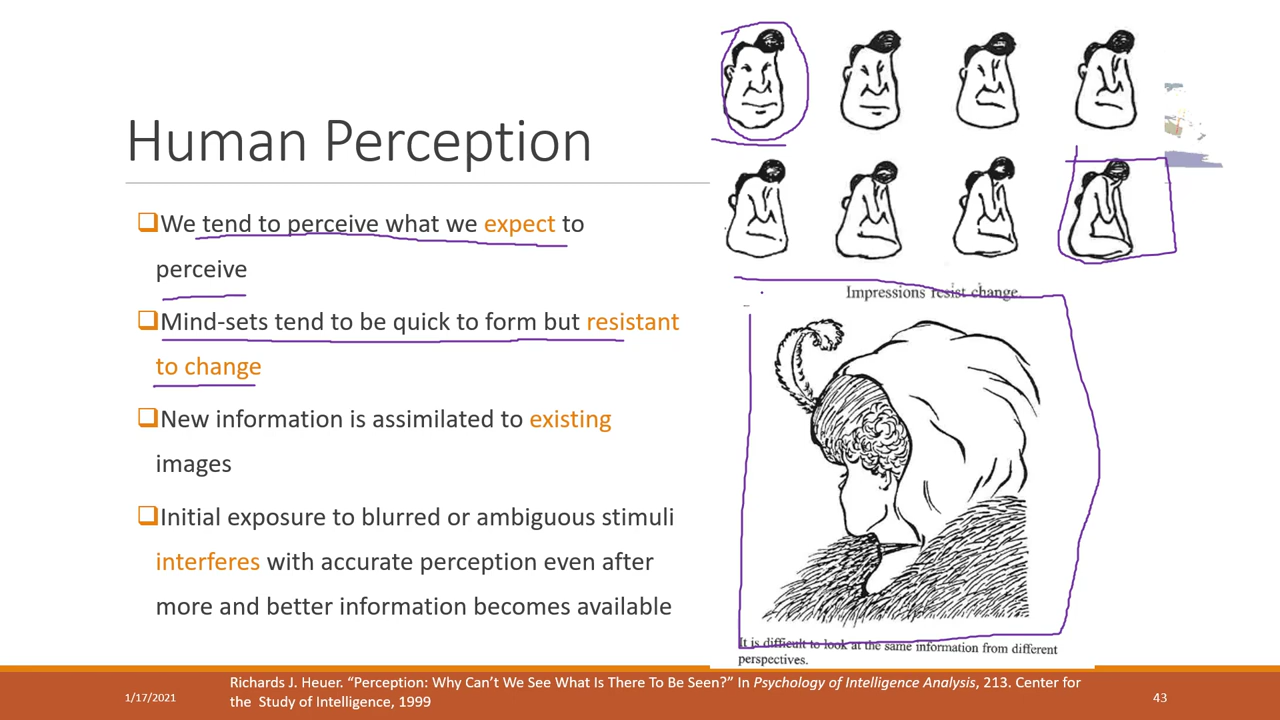 Human Perception
We tend to perceive what we expect to
perceive
Mind-sets tend to be quick to form but resistant
to change
New information is assimilated to existing
images
Initial exposure to blurred or ambiguous stimuli
interferes with accurate perception even after
more and better information becomes available
Impressions resist change.
It is difficult to look at the same information from different
perspectives.
1/17/2021
Richards J. Heuer. “Perception: Why Can’t We See What Is There To Be Seen?” In Psychology of Intelligence Analysis, 213. Center for
the Study of Intelligence, 1999
43